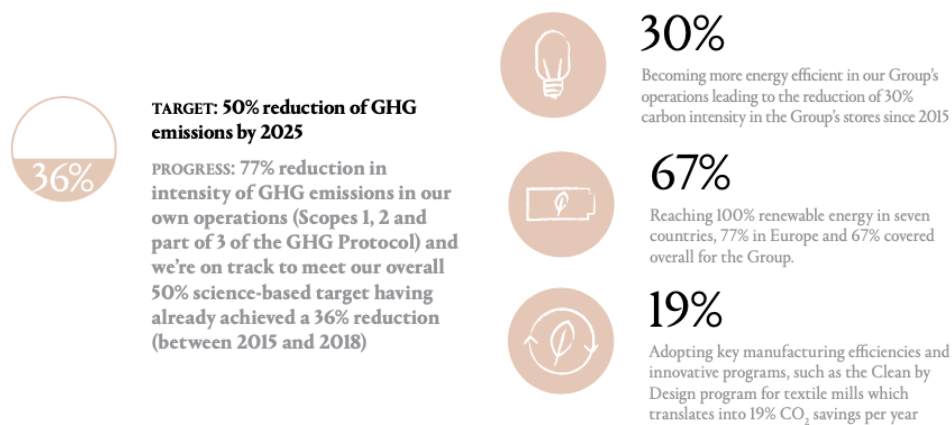 36%
TARGET: 50% reduction of GHG
emissions by 2025
PROGRESS: 77% reduction in
intensity of GHG emissions in our
own operations (Scopes 1, 2 and
part of 3 of the GHG Protocol) and
we're on track to meet our overall
50% science-based target having
already achieved a 36% reduction
(between 2015 and 2018)
30%
Becoming more energy efficient in our Group's
operations leading to the reduction of 30%
carbon intensity in the Group's stores since 2015
67%
Reaching 100% renewable energy in seven
countries, 77% in Europe and 67% covered
overall for the Group.
19%
Adopting key manufacturing efficiencies and
innovative programs, such as the Clean by
Design program for textile mills which
translates into 19% CO₂ savings per year